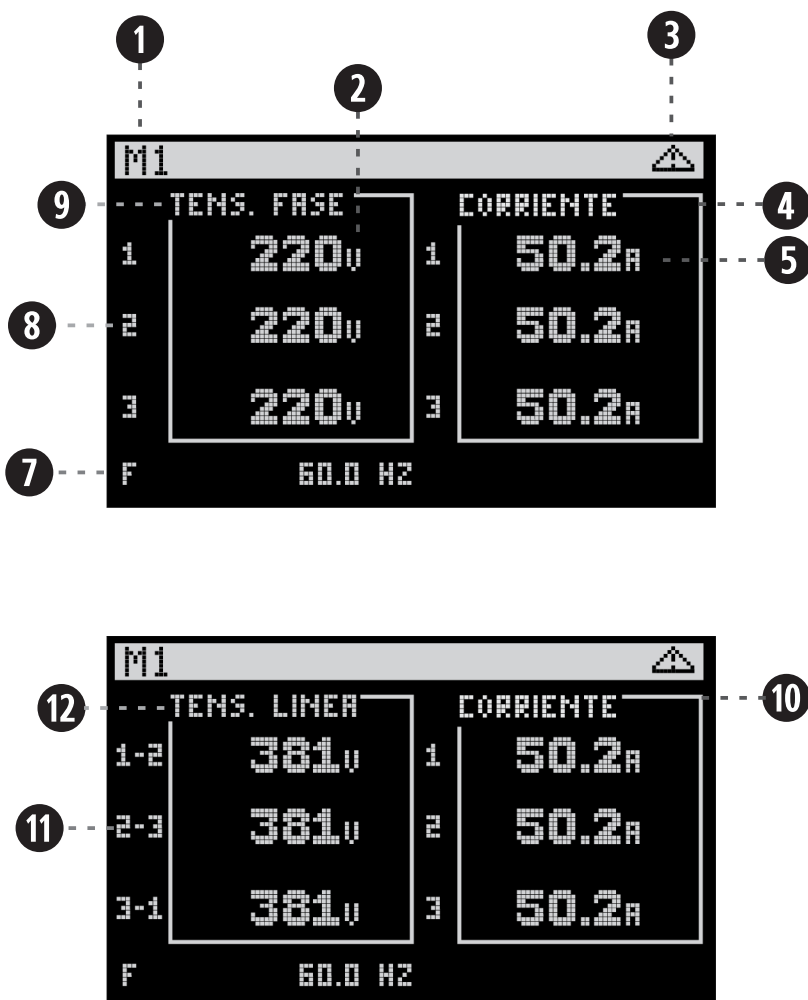 1
3
2
M1
9
TENS. FASE
CORRIENTE
4
1
220V
1
50.2A
5
8
2
220V
2
50.2A
3
220V
3
50.2A
7
F
60.0 HZ
M1
12
TENS. LINEA
CORRIENTE
10
1-2
381V
1
50.2A
11
2-3
381V
2
50.2A
3-1
381V
3
50.2A
F
60.0 HZ